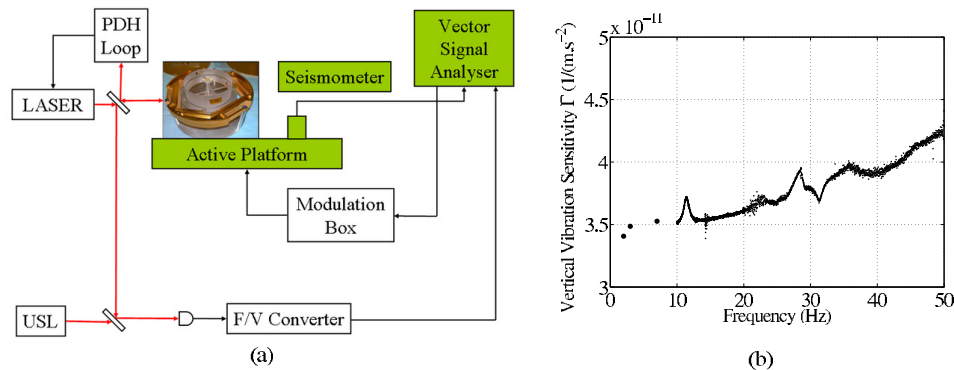 PDH
Loop
LASER
Seismometer
Vector
Signal
Analyser
Active Platform
Modulation
Box
USL
F/V Converter
(a)
5x 10⁻¹¹
4.5
4
3.5
3
0
10
20
30
40
50
Vertical Vibration Sensitivity Γ (1/(m.s⁻²)
Frequency (Hz)
(b)